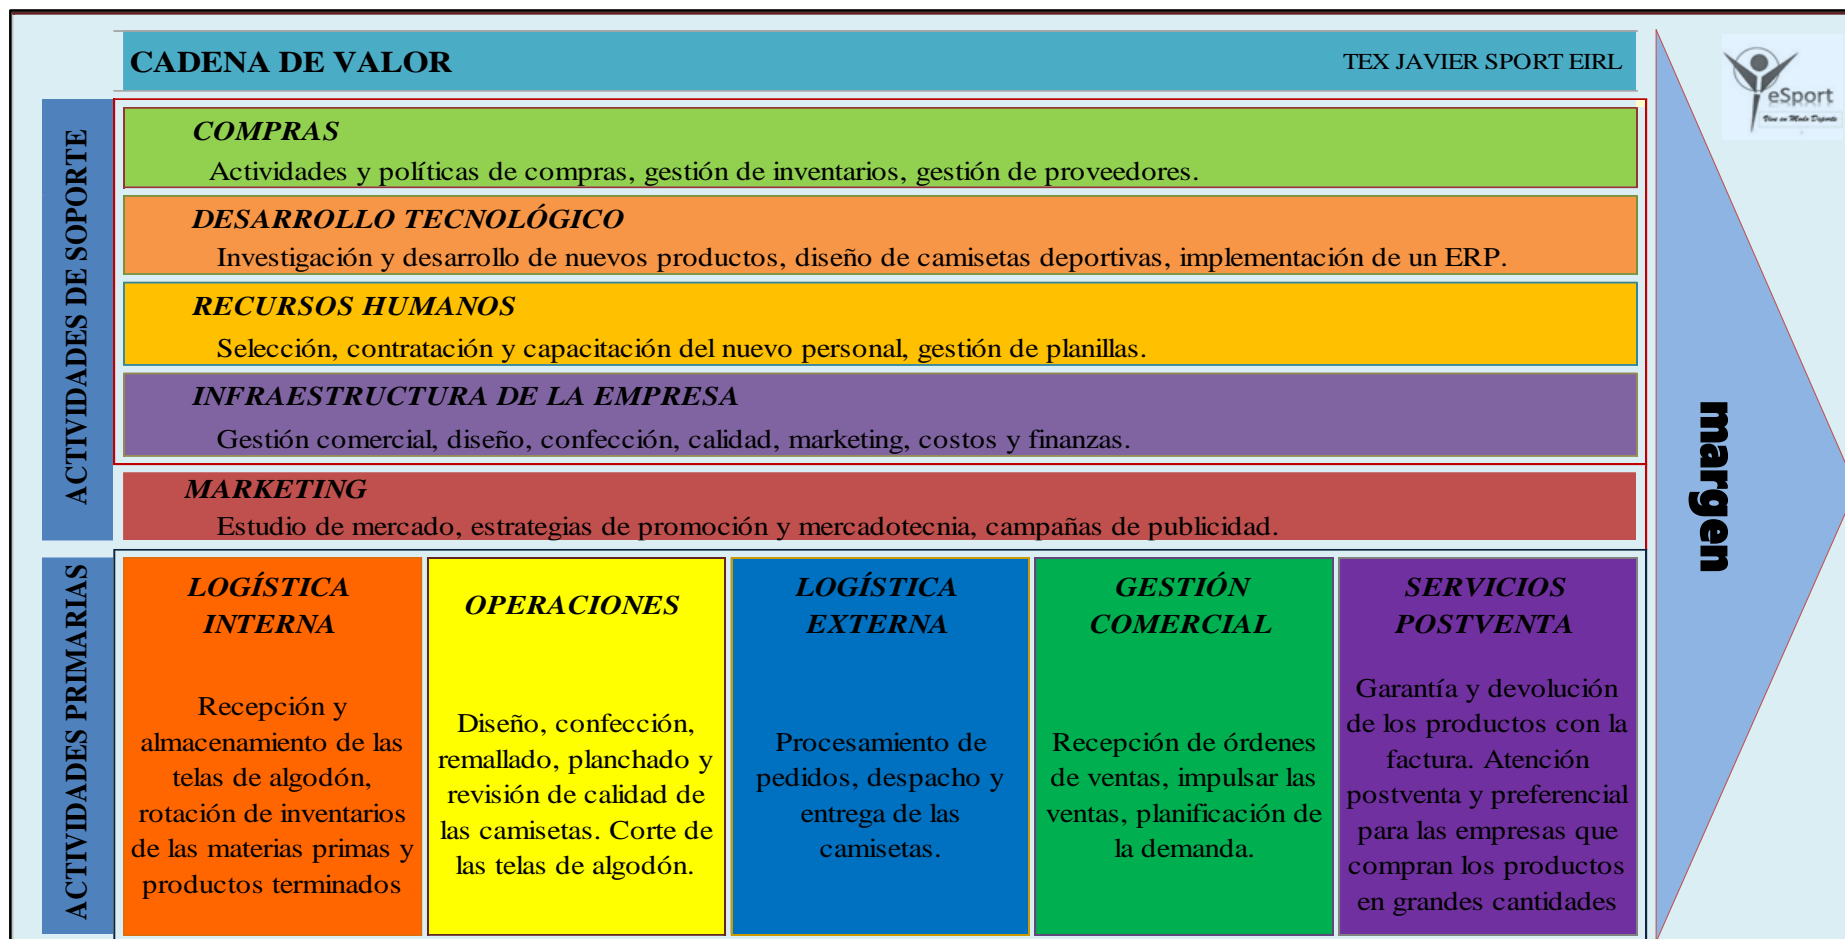 CADENA DE VALOR
TEX JAVIER SPORT EIRL
eSport
Vive en Modo Deporte
ACTIVIDADES DE SOPORTE
COMPRAS
Actividades y políticas de compras, gestión de inventarios, gestión de proveedores.
DESARROLLO TECNOLÓGICO
Investigación y desarrollo de nuevos productos, diseño de camisetas deportivas, implementación de un ERP.
RECURSOS HUMANOS
Selección, contratación y capacitación del nuevo personal, gestión de planillas.
INFRAESTRUCTURA DE LA EMPRESA
Gestión comercial, diseño, confección, calidad, marketing, costos y finanzas.
MARKETING
Estudio de mercado, estrategias de promoción y mercadotecnia, campañas de publicidad.
margen
ACTIVIDADES PRIMARIAS
LOGÍSTICA
INTERNA
Recepción y
almacenamiento de las
telas de algodón,
rotación de inventarios
de las materias primas y
productos terminados
OPERACIONES
Diseño, confección,
remallado, planchado y
revisión de calidad de
las camisetas. Corte de
las telas de algodón.
LOGÍSTICA
EXTERNA
Procesamiento de
pedidos, despacho y
entrega de las
camisetas.
GESTIÓN
COMERCIAL
Recepción de órdenes
de ventas, impulsar las
ventas, planificación de
la demanda.
SERVICIOS
POSTVENTA
Garantía y devolución
de los productos con la
factura. Atención
postventa y preferencial
para las empresas que
compran los productos
en grandes cantidades